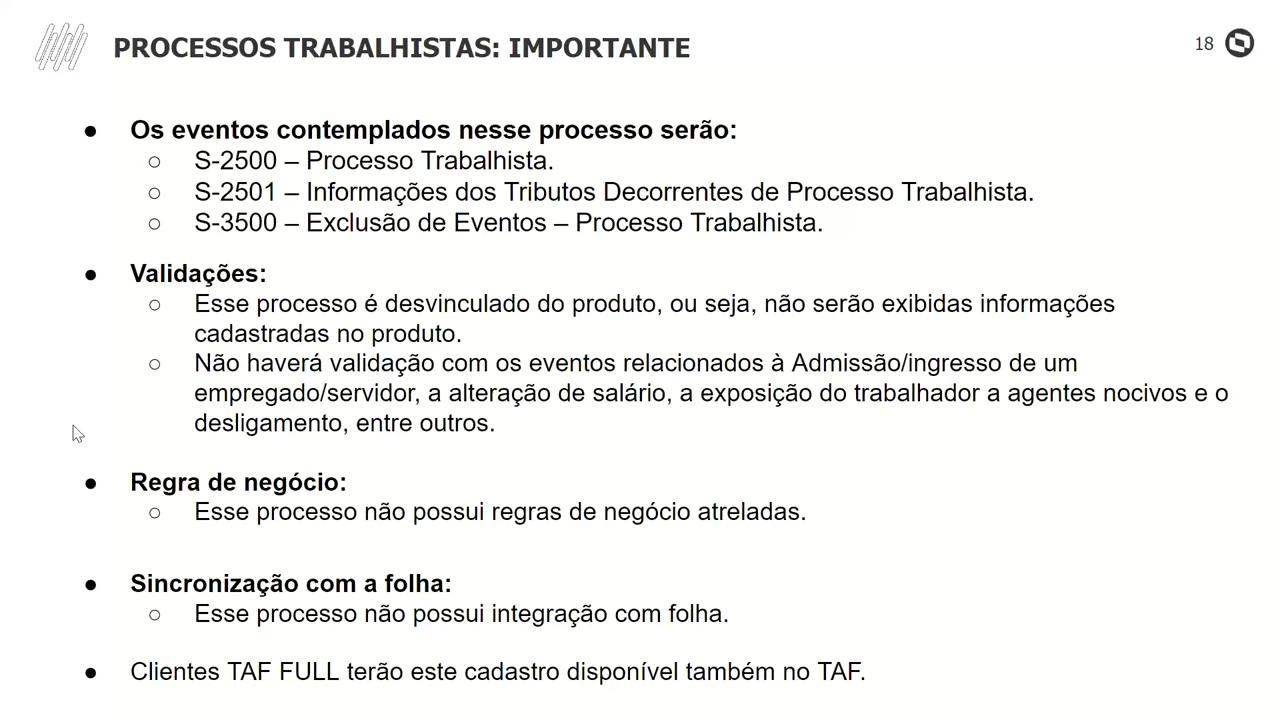 PROCESSOS TRABALHISTAS: IMPORTANTE
18
● Os eventos contemplados nesse processo serão:
○ S-2500 – Processo Trabalhista.
○ S-2501 – Informações dos Tributos Decorrentes de Processo Trabalhista.
○ S-3500 – Exclusão de Eventos – Processo Trabalhista.
● Validações:
○ Esse processo é desvinculado do produto, ou seja, não serão exibidas informações
cadastradas no produto.
○ Não haverá validação com os eventos relacionados à Admissão/ingresso de um
empregado/servidor, a alteração de salário, a exposição do trabalhador a agentes nocivos e o
desligamento, entre outros.
● Regra de negócio:
○ Esse processo não possui regras de negócio atreladas.
● Sincronização com a folha:
○ Esse processo não possui integração com folha.
● Clientes TAF FULL terão este cadastro disponível também no TAF.